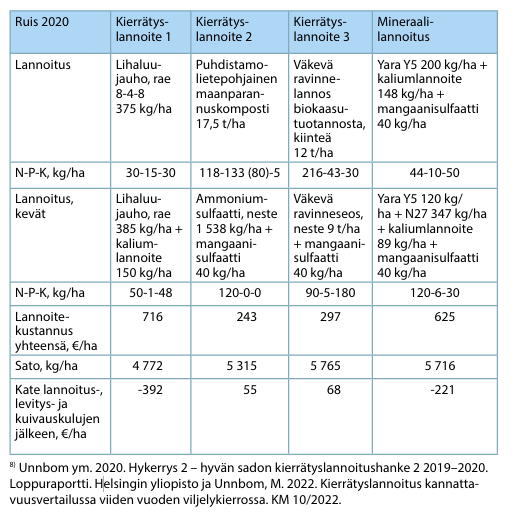 Ruis 2020
Kierrätys-
lannoite 1
Kierrätys-
lannoite 2
Kierrätys-
lannoite 3
Mineraali-
lannoitus
Lannoitus
Lihaluu-
jauho, rae
8-4-8
375 kg/ha
Puhdistamo-
lietepohjainen
maanparan-
nuskomposti
17,5 t/ha
Väkevä
ravinne-
lannos
biokaasu-
tuotannosta,
kiinteä
12 t/ha
Yara Y5 200 kg/ha +
kaliumlannoite
148 kg/ha +
mangaanisulfaatti
40 kg/ha
N-P-K, kg/ha
30-15-30
118-133 (80)-5
216-43-30
44-10-50
Lannoitus,
kevät
Lihaluu-
jauho, rae
385 kg/ha +
kalium-
lannoite
150 kg/ha
Ammonium-
sulfaatti, neste
1 538 kg/ha +
mangaani-
sulfaatti
40 kg/ha
Väkevä
ravinneseos,
neste 9 t/ha
+ mangaani-
sulfaatti
40 kg/ha
Yara Y5 120 kg/
ha + N27 347 kg/ha
+ kaliumlannoite
89 kg/ha +
mangaanisulfaatti
40 kg/ha
N-P-K, kg/ha
50-1-48
120-0-0
90-5-180
120-6-30
Lannoite-
kustannus
yhteensä, €/ha
716
243
297
625
Sato, kg/ha
4 772
5 315
5 765
5 716
Kate lannoitus-,
levitys- ja
kuivauskulujen
jälkeen, €/ha
-392
55
68
-221
8) Unnbom ym. 2020. Hykerrys 2 – hyvän sadon kierrätyslannoitushanke 2 2019–2020.
Loppuraportti. Helsingin yliopisto ja Unnbom, M. 2022. Kierrätyslannoitus kannatta-
vuusvertailussa viiden vuoden viljelykierrossa. KM 10/2022.